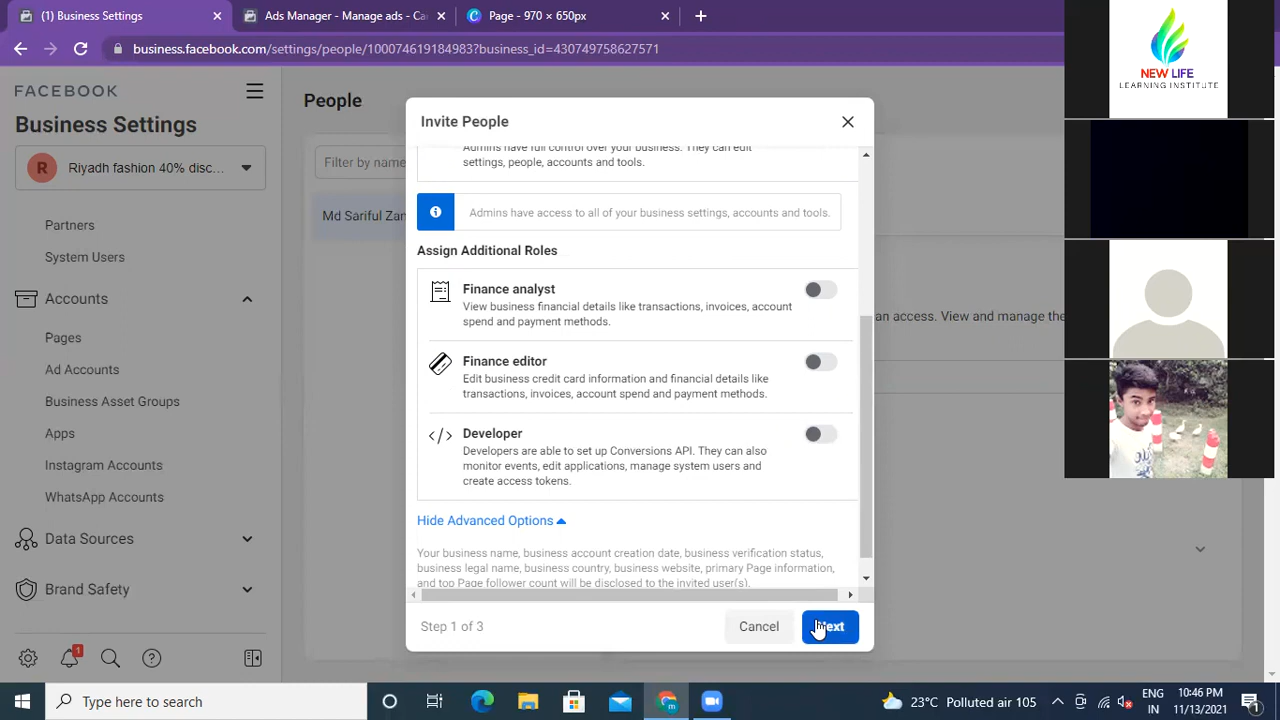 (1) Business Settings
Ads Manager - Manage ads - Ca
Page - 970 × 650px
business.facebook.com/settings/people/100074619184983?business_id=430749758627571
FACEBOOK
Business Settings
R
Riyadh fashion 40% disc...
Partners
System Users
Accounts
Pages
Ad Accounts
Business Asset Groups
Apps
Instagram Accounts
WhatsApp Accounts
Data Sources
Brand Safety
1
People
Filter by name
Md Sariful Zan
an access. View and manage the
Invite People
Admins have full control over your business. They can edit
settings, people, accounts and tools.
Admins have access to all of your business settings, accounts and tools.
Assign Additional Roles
Finance analyst
View business financial details like transactions, invoices, account
spend and payment methods.
Finance editor
Edit business credit card information and financial details like
transactions, invoices, account spend and payment methods.
Developer
Developers are able to set up Conversions API. They can also
monitor events, edit applications, manage system users and
create access tokens.
Hide Advanced Options
Your business name, business account creation date, business verification status,
business legal name, business country, business website, primary Page information,
and top Page follower count will be disclosed to the invited user(s).
Step 1 of 3
Cancel
Next
NEW LIFE
LEARNING INSTITUTE
Type here to search
23°C Polluted air 105
ENG
IN
10:46 PM
11/13/2021
1